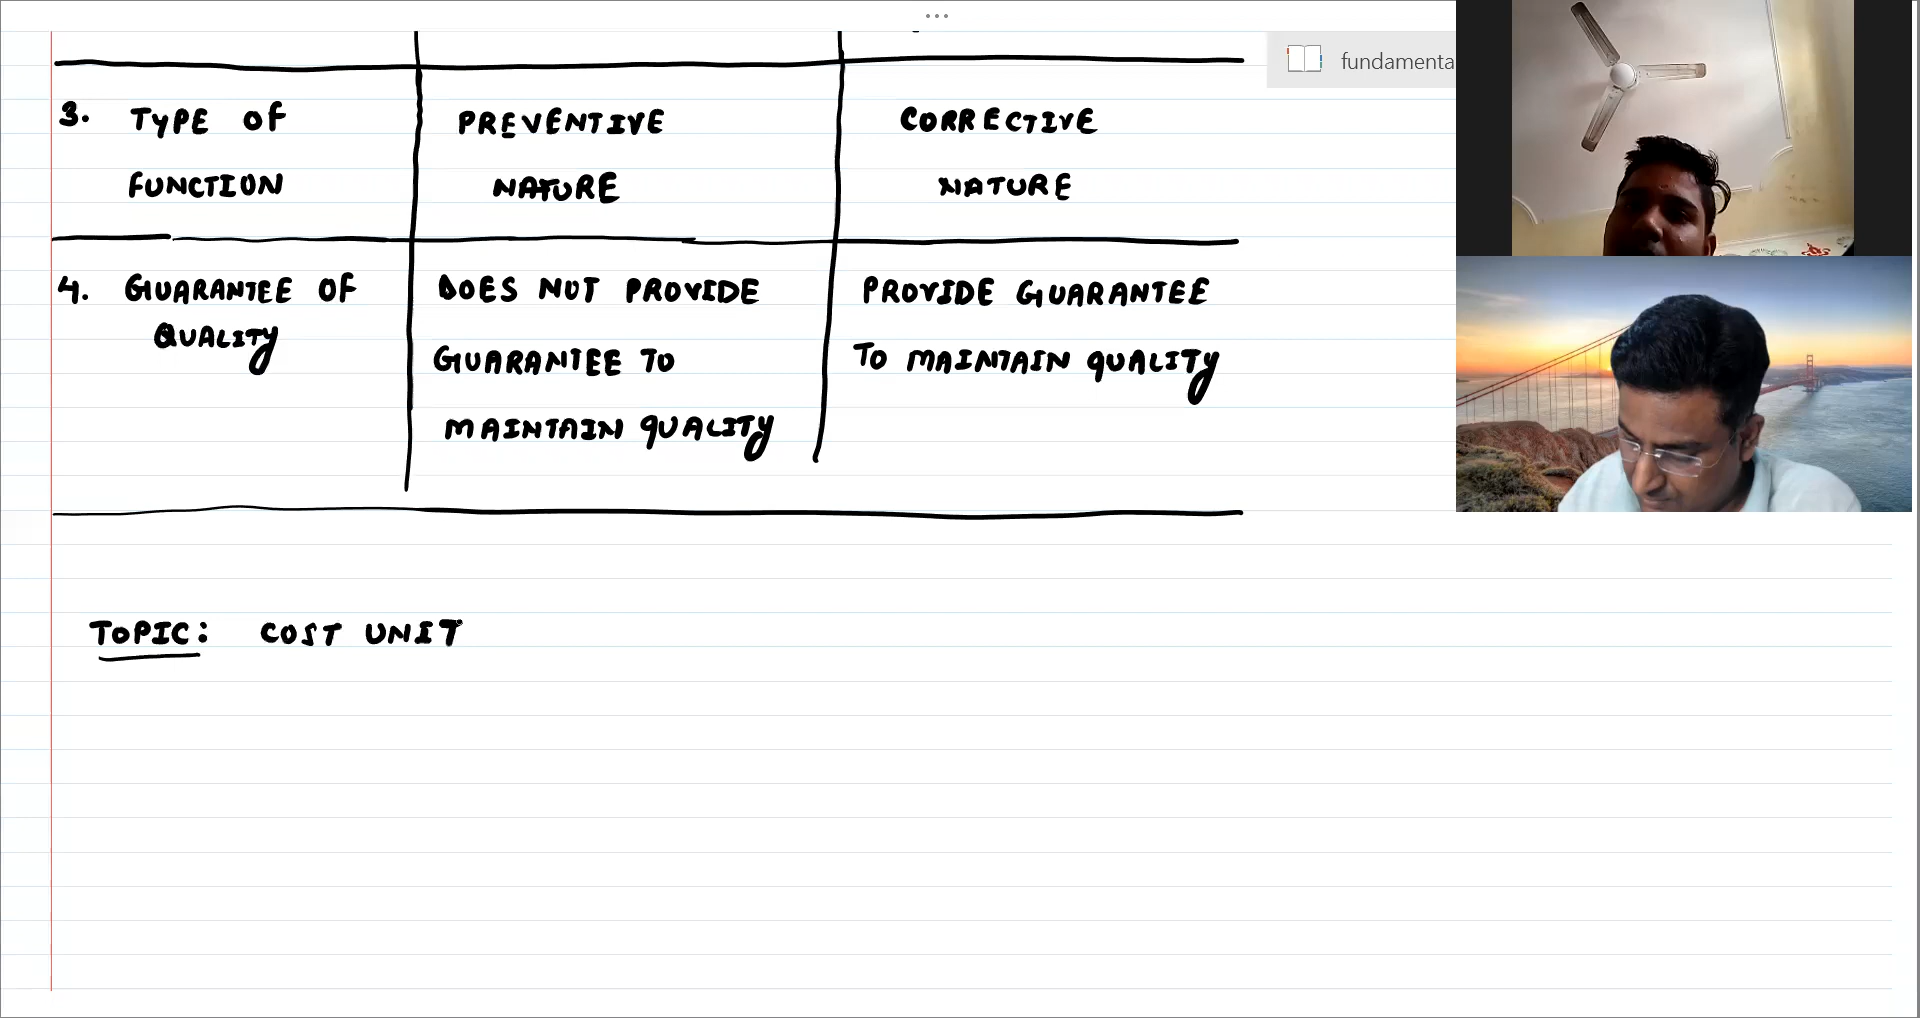 fundamenta
3. TYPE OF PREVENTIVE CORRECTIVE
FUNCTION NATURE NATURE
4. GUARANTEE OF DOES NOT PROVIDE PROVIDE GUARANTEE
QUALITY
GUARANTEE TO TO MAINTAIN QUALITY
MAINTAIN QUALITY
TOPIC: COST UNIT